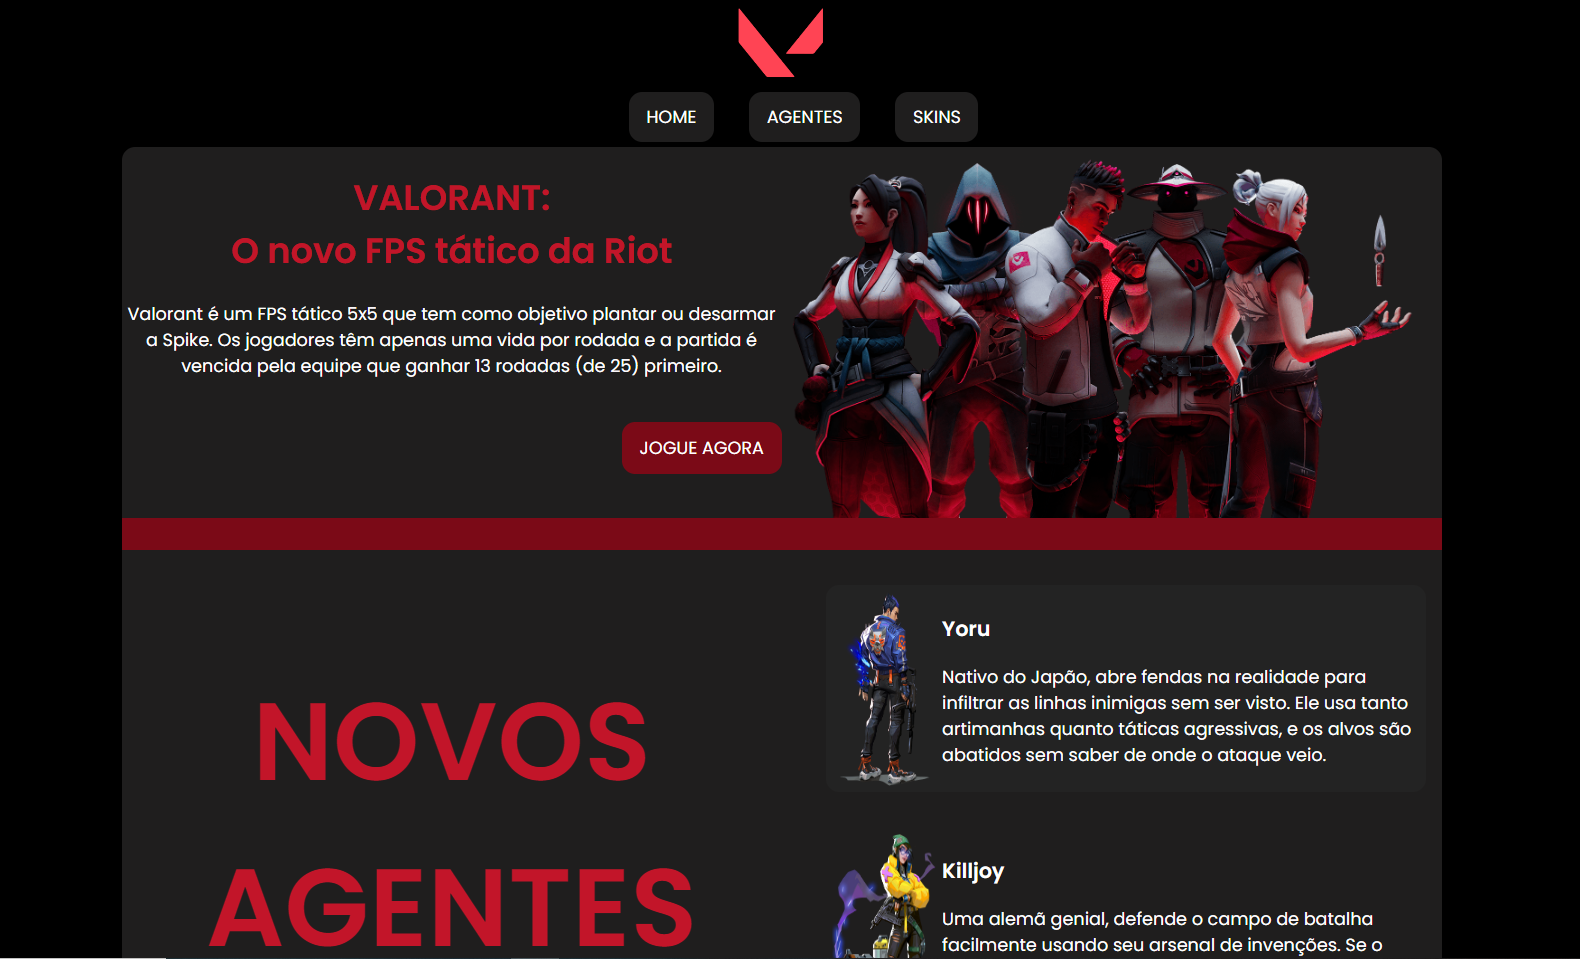 HOME
AGENTES
SKINS
VALORANT:
O novo FPS tático da Riot
Valorant é um FPS tático 5x5 que tem como objetivo plantar ou desarmar
a Spike. Os jogadores têm apenas uma vida por rodada e a partida é
vencida pela equipe que ganhar 13 rodadas (de 25) primeiro.
JOGUE AGORA
NOVOS
AGENTES
Yoru
Nativo do Japão, abre fendas na realidade para
infiltrar as linhas inimigas sem ser visto. Ele usa tanto
artimanhas quanto táticas agressivas, e os alvos são
abatidos sem saber de onde o ataque veio.
Killjoy
Uma alemã genial, defende o campo de batalha
facilmente usando seu arsenal de invenções. Se o